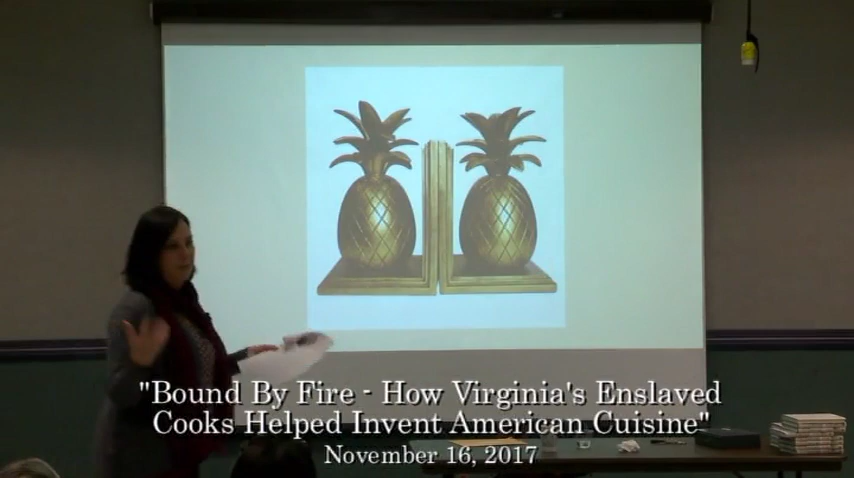 "Bound By Fire - How Virginia's Enslaved
Cooks Helped Invent American Cuisine"
November 16, 2017